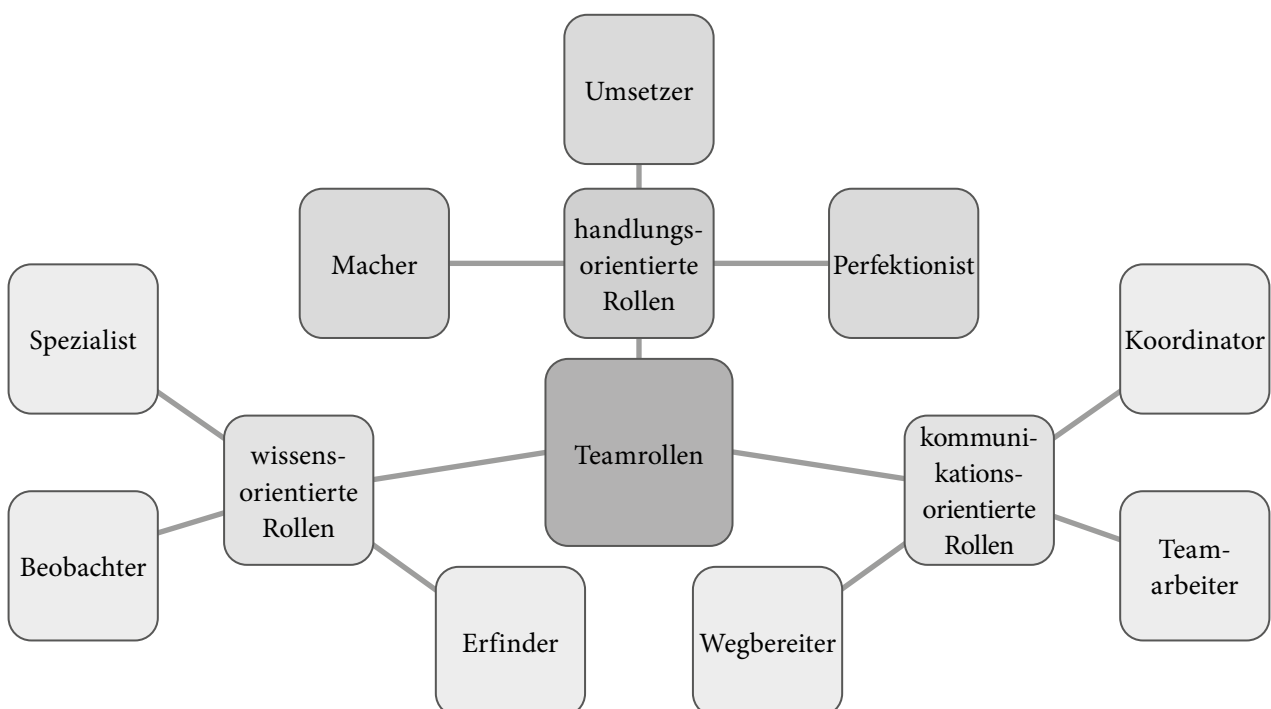 Umsetzer
Macher
handlungs-
orientierte
Rollen
Perfektionist
Spezialist
Koordinator
wissens-
orientierte
Rollen
Teamrollen
kommuni-
kations-
orientierte
Rollen
Beobachter
Team-
arbeiter
Erfinder
Wegbereiter